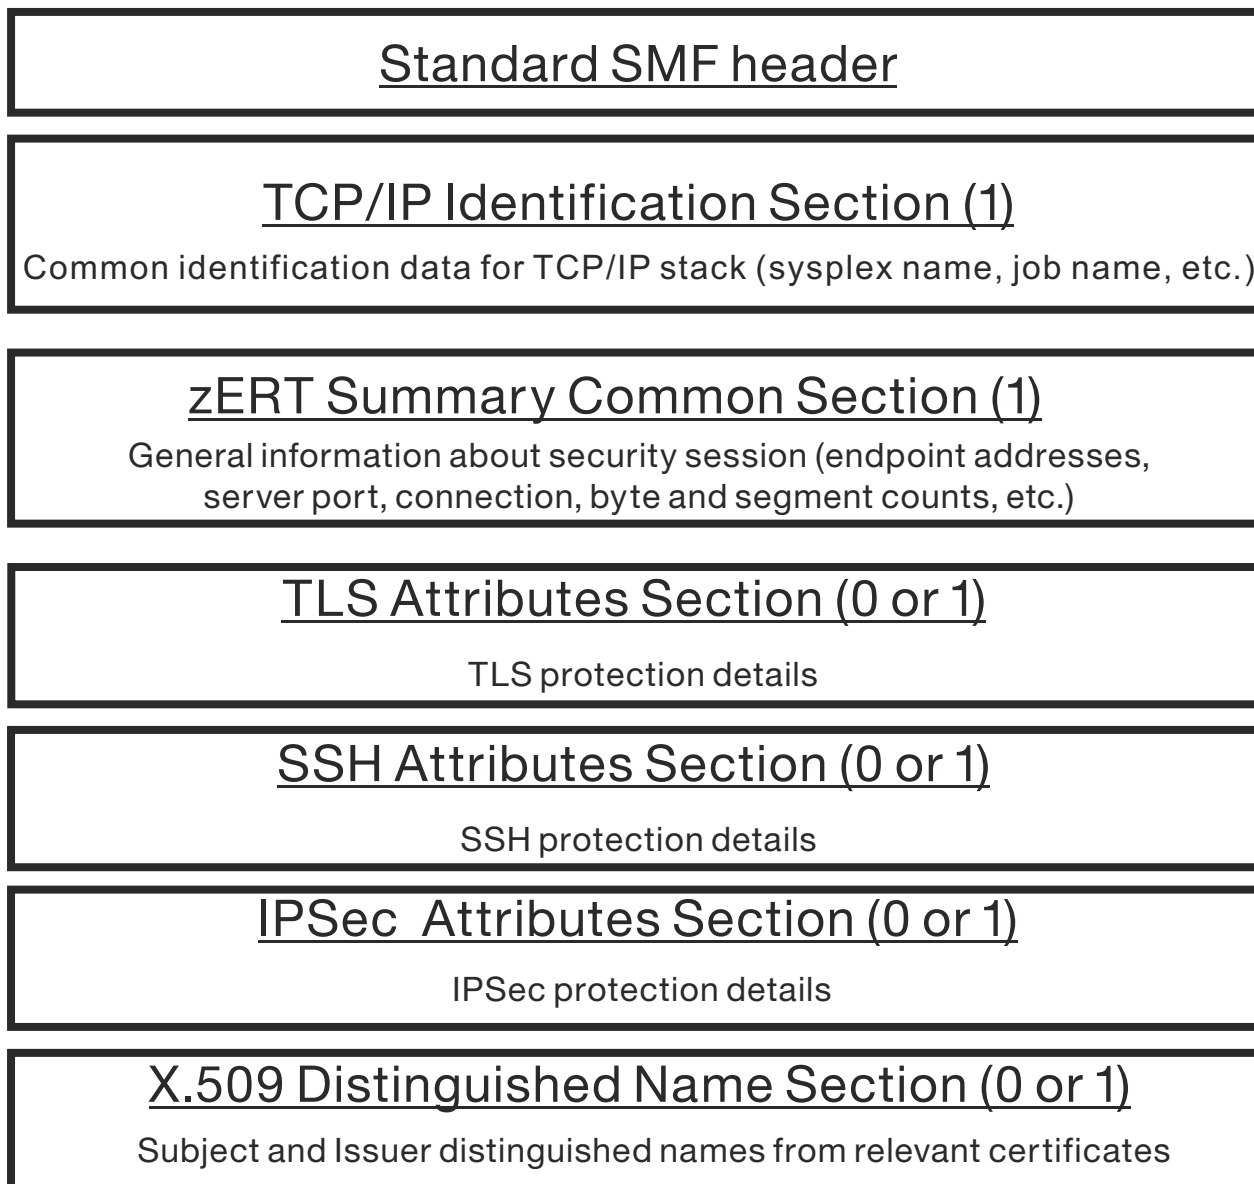 Standard SMF header
TCP/IP Identification Section (1)
Common identification data for TCP/IP stack (sysplex name, job name, etc.)
zERT Summary Common Section (1)
General information about security session (endpoint addresses,
server port, connection, byte and segment counts, etc.)
TLS Attributes Section (0 or 1)
TLS protection details
SSH Attributes Section (0 or 1)
SSH protection details
IPSec  Attributes Section (0 or 1)
IPSec protection details
X.509 Distinguished Name Section (0 or 1)
Subject and Issuer distinguished names from relevant certificates